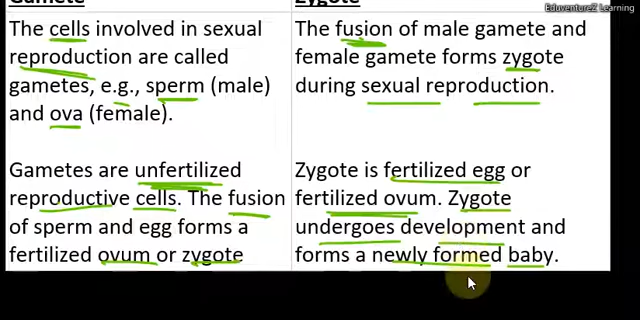 EduventureZ Learning
Gamete
Zygote
The cells involved in sexual
reproduction are called
gametes, e.g., sperm (male)
and ova (female).
The fusion of male gamete and
female gamete forms zygote
during sexual reproduction.
Gametes are unfertilized
reproductive cells. The fusion
of sperm and egg forms a
fertilized ovum or zygote
Zygote is fertilized egg or
fertilized ovum. Zygote
undergoes development and
forms a newly formed baby.